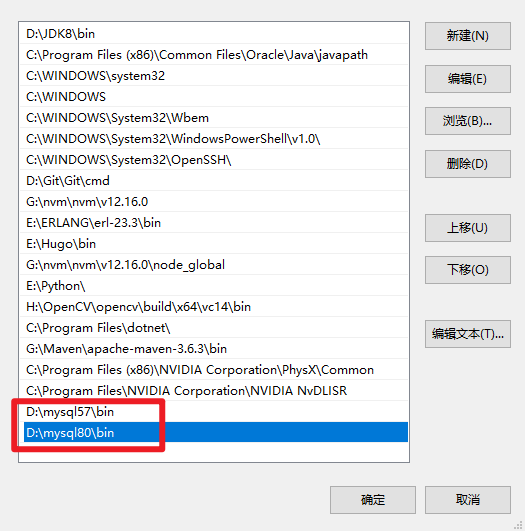 D:\JDK8\bin
C:\Program Files (x86)\Common Files\Oracle\Java\javapath
C:\WINDOWS\system32
C:\WINDOWS
C:\WINDOWS\System32\Wbem
C:\WINDOWS\System32\WindowsPowerShell\v1.0\
C:\WINDOWS\System32\OpenSSH\
D:\Git\Git\cmd
G:\nvm\nvm\v12.16.0
E:\ERLANG\erl-23.3\bin
E:\Hugo\bin
G:\nvm\nvm\v12.16.0\node_global
E:\Python\
H:\OpenCV\opencv\build\x64\vc14\bin
C:\Program Files\dotnet\
G:\Maven\apache-maven-3.6.3\bin
C:\Program Files (x86)\NVIDIA Corporation\PhysX\Common
C:\Program Files\NVIDIA Corporation\NVIDIA NvDLISR
D:\mysql57\bin
D:\mysql80\bin
新建(N)
编辑(E)
浏览(B)...
删除(D)
上移(U)
下移(O)
编辑文本(T)...
确定
取消